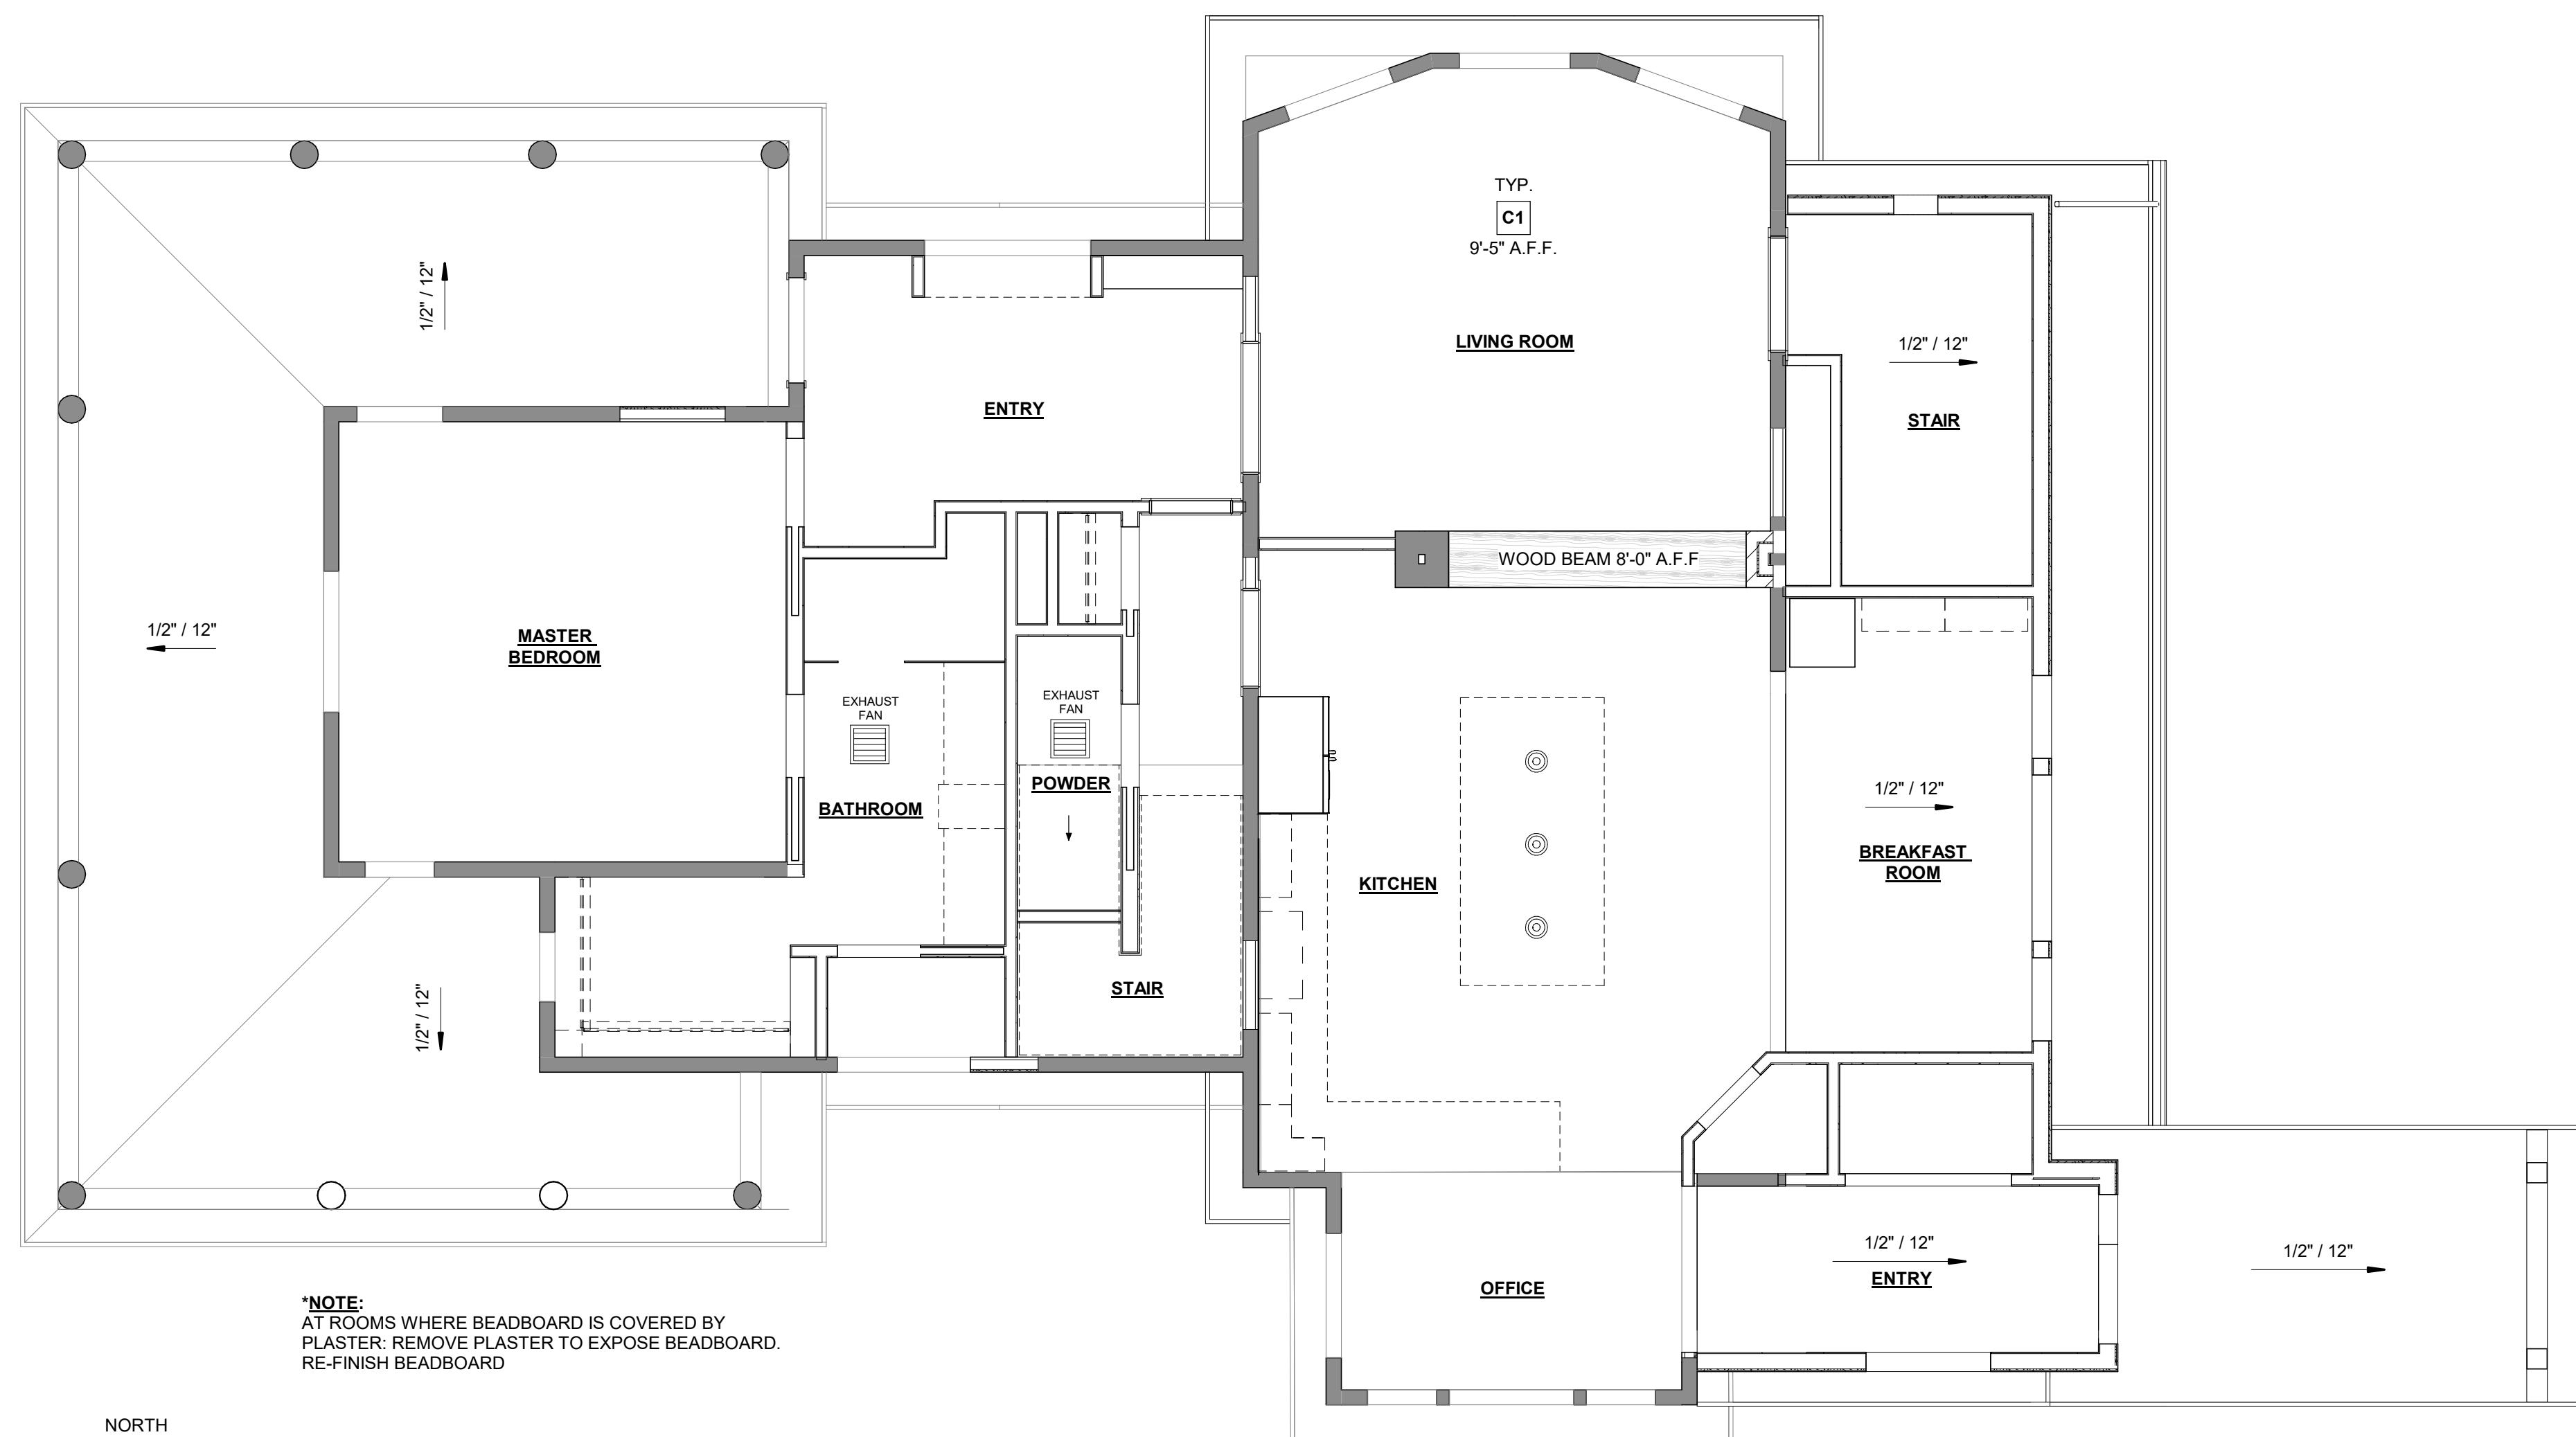 TYP.
C1
9'-5" A.F.F.
LIVING ROOM
1/2" / 12"
1/2" / 12"
STAIR
ENTRY
WOOD BEAM 8'-0" A.F.F
1/2" / 12"
MASTER
BEDROOM
EXHAUST
FAN
EXHAUST
FAN
POWDER
BATHROOM
1/2" / 12"
BREAKFAST
ROOM
KITCHEN
STAIR
1/2" / 12"
1/2" / 12"
ENTRY
1/2" / 12"
OFFICE
*NOTE:
AT ROOMS WHERE BEADBOARD IS COVERED BY
PLASTER: REMOVE PLASTER TO EXPOSE BEADBOARD.
RE-FINISH BEADBOARD
NORTH